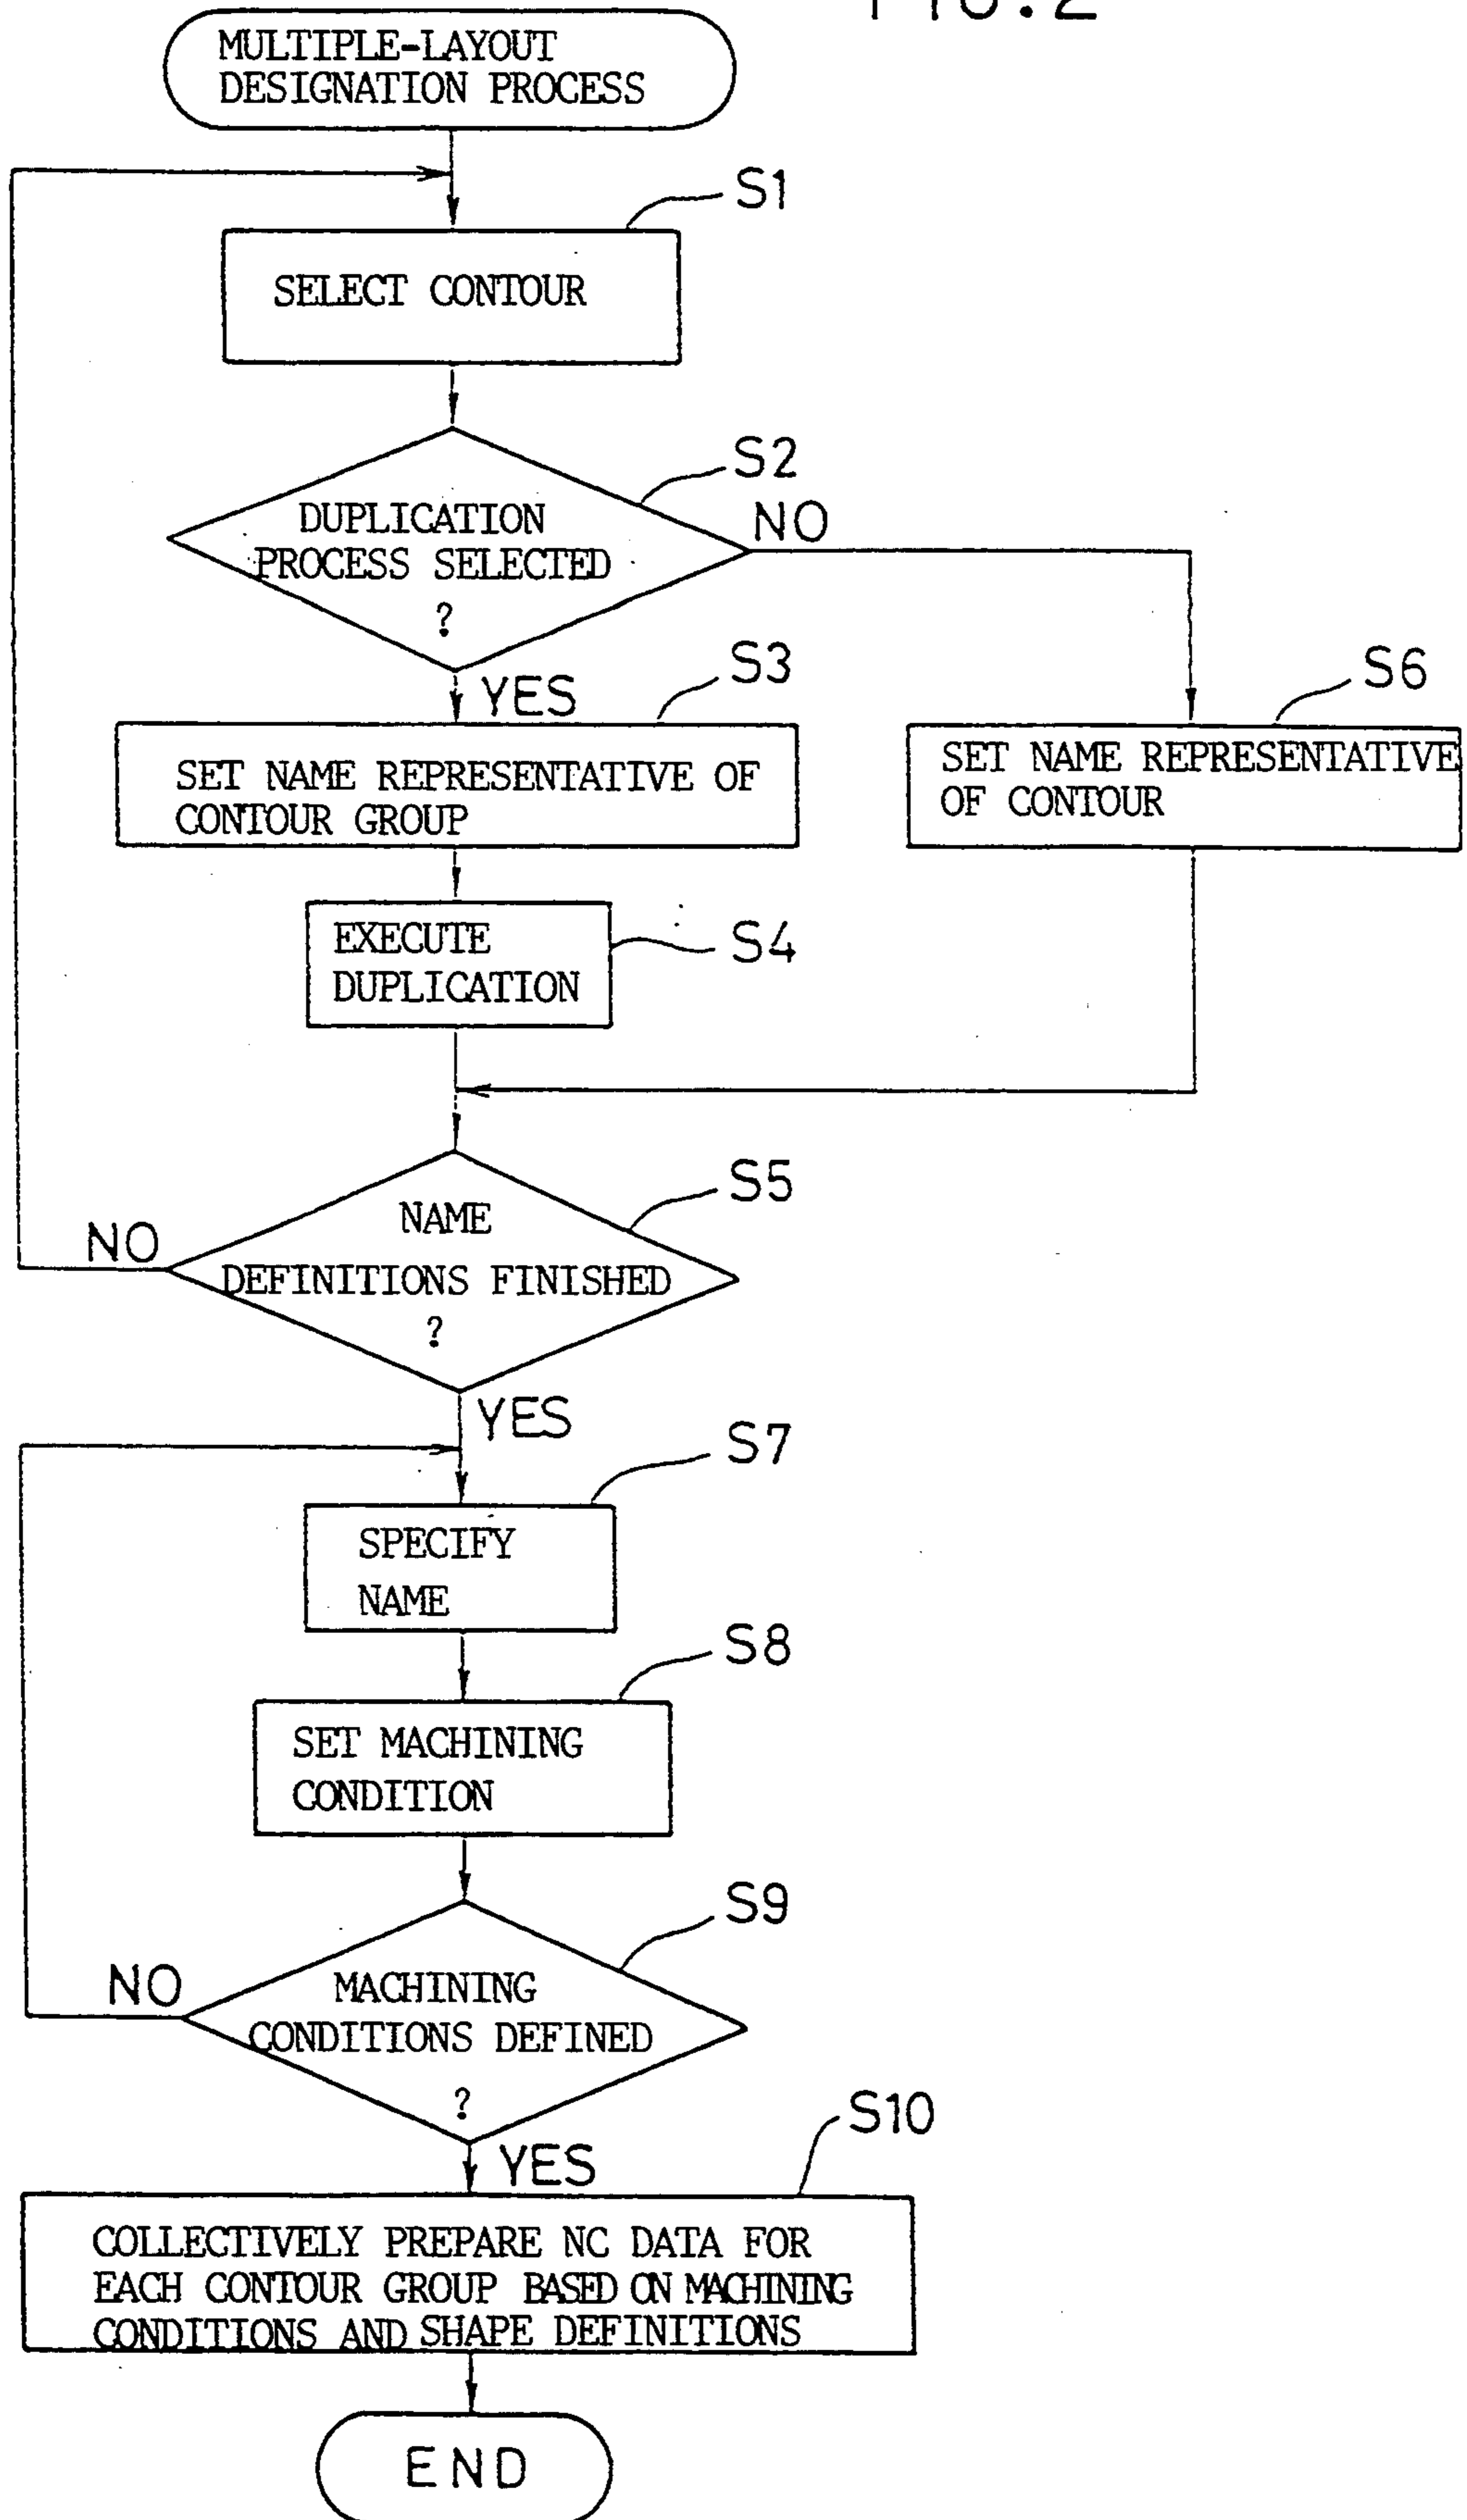 FIG.2
MULTIPLE-LAYOUT
DESIGNATION PROCESS
S1
SELECT CONTOUR
S2
DUPLICATION
PROCESS SELECTED
?
NO
YES
S3
SET NAME REPRESENTATIVE OF
CONTOUR GROUP
S6
SET NAME REPRESENTATIVE
OF CONTOUR
EXECUTE
DUPLICATION
S4
S5
NAME
DEFINITIONS FINISHED
?
NO
YES
S7
SPECIFY
NAME
S8
SET MACHINING
CONDITION
S9
MACHINING
CONDITIONS DEFINED
?
NO
YES
S10
COLLECTIVELY PREPARE NC DATA FOR
EACH CONTOUR GROUP BASED ON MACHINING
CONDITIONS AND SHAPE DEFINITIONS
END